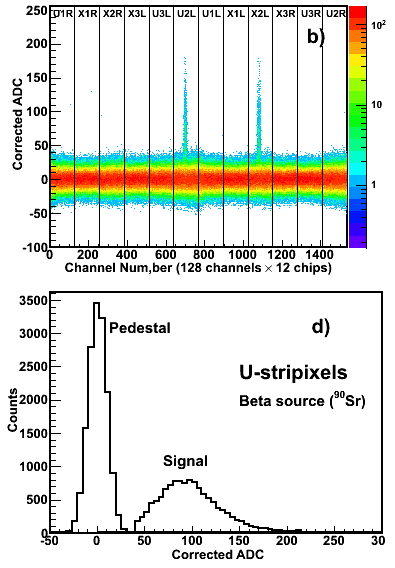 250 U1R X1R X2R X3L U3L U2L U1L X1L X2L X3R U3R U2R
b)
10²
200
150
100
10
50
0
1
-50
-100
0 200 400 600 800 1000 1200 1400
Corrected ADC
Channel Num,ber (128 channels × 12 chips)
3500
d)
Pedestal
3000
2500
U-stripixels
2000
Beta source (⁹⁰Sr)
1500
Signal
1000
500
0
-50 0 50 100 150 200 250 30
Counts
Corrected ADC